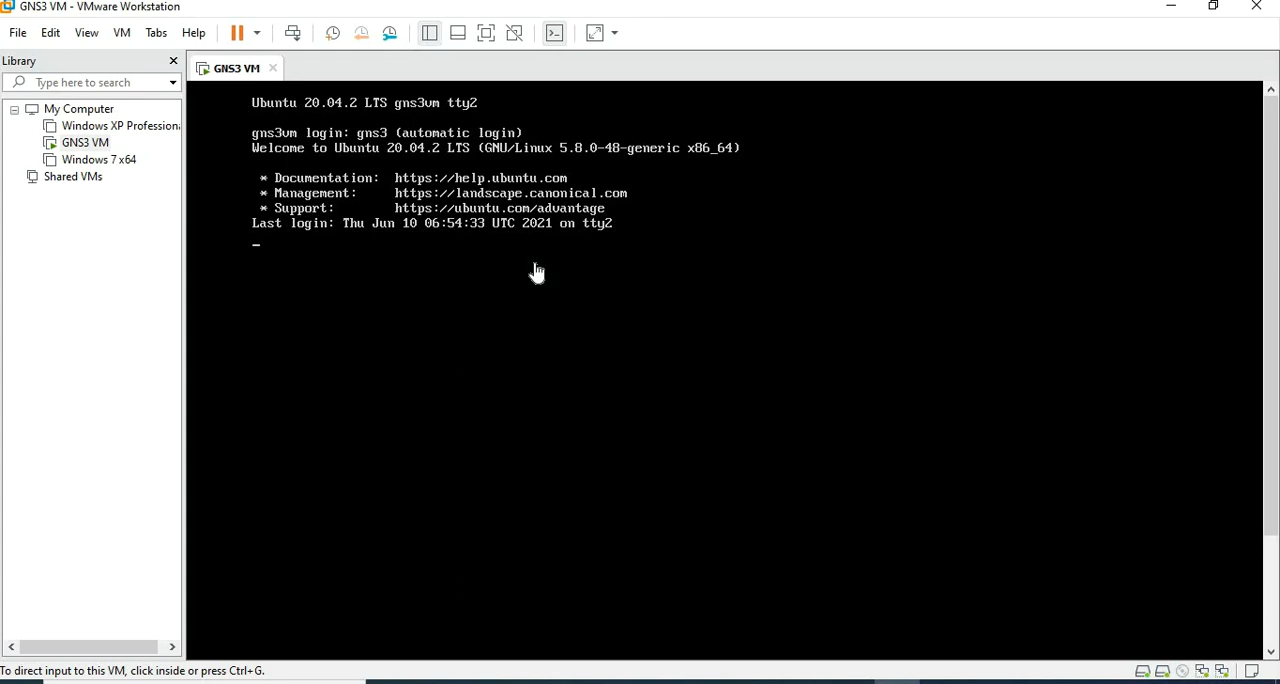 GNS3 VM - VMware Workstation
File Edit View VM Tabs Help
Library
Type here to search
My Computer
Windows XP Profession
GNS3 VM
Windows 7 x64
Shared VMs
GNS3 VM
Ubuntu 20.04.2 LTS gns3vm tty2
gns3vm login: gns3 (automatic login)
Welcome to Ubuntu 20.04.2 LTS (GNU/Linux 5.8.0-48-generic x86_64)
* Documentation: https://help.ubuntu.com
* Management: https://landscape.canonical.com
* Support: https://ubuntu.com/advantage
Last login: Thu Jun 10 06:54:33 UTC 2021 on tty2
_
To direct input to this VM, click inside or press Ctrl+G.